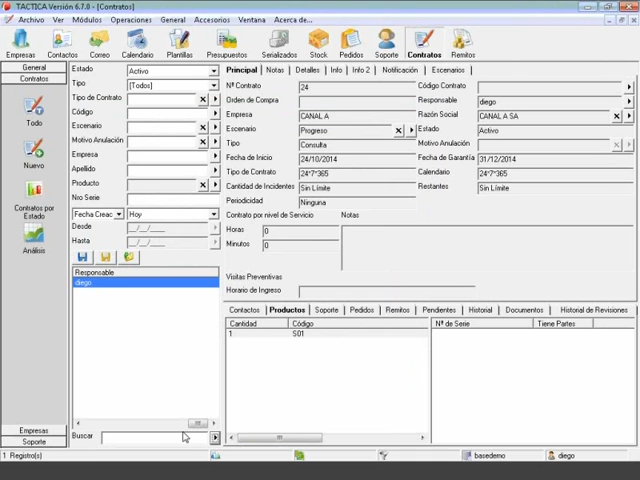 TACTICA Versión 6.7.0 - [Contratos]
Archivo Ver Módulos Operaciones General Accesorios Ventana Acerca de...
Empresas Contactos Correo Calendario Plantillas Presupuestos Serializados Stock Pedidos Soporte Contratos Remitos
General
Contratos
Todo
Nuevo
Contratos por Estado
Análisis
Empresas
Soporte
Estado Activo
Tipo [Todos]
Tipo de Contrato
Código
Escenario
Motivo Anulación
Empresa
Apellido
Producto
Nro Serie
Fecha Creac Hoy
Desde __/__/____
Hasta __/__/____
Responsable
diego
Buscar
Principal Notas Detalles Info Info 2 Notificación Escenarios
Nº Contrato 24 Código Contrato
Orden de Compra Responsable diego
Empresa CANAL A Razón Social CANAL A SA
Escenario Progreso Estado Activo
Tipo Consulta Motivo Anulación
Fecha de Inicio 24/10/2014 Fecha de Garantía 31/12/2014
Tipo de Contrato 24*7*365 Calendario 24*7*365
Cantidad de Incidentes Sin Límite Restantes Sin Límite
Periodicidad Ninguna
Contrato por nivel de Servicio Notas
Horas 0
Minutos 0
Visitas Preventivas
Horario de Ingreso
Contactos Productos Soporte Pedidos Remitos Pendientes Historial Documentos Historial de Revisiones
Cantidad Código Nº de Serie Tiene Partes
1 S01
1 Registro(s) basedemo diego